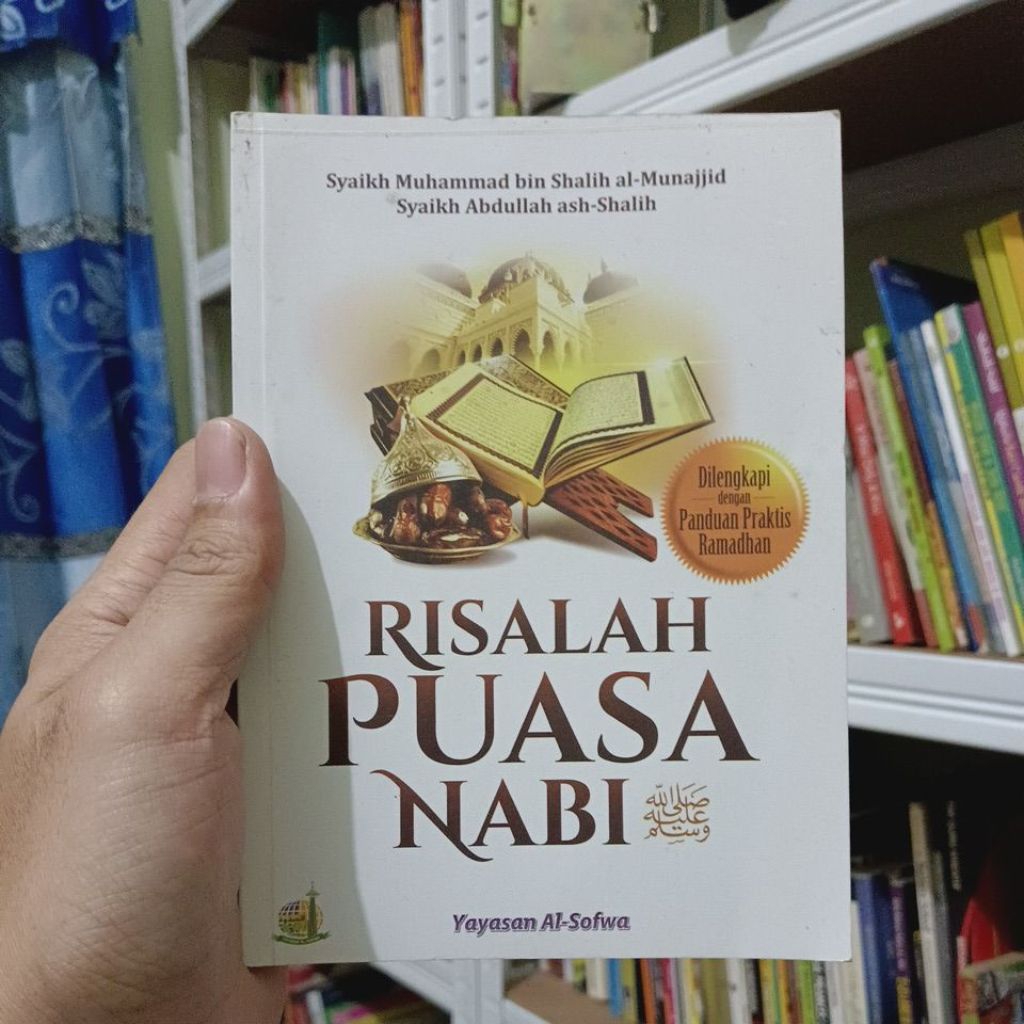 Syaikh Muhammad bin Shalih al-Munajjid
Syaikh Abdullah ash-Shalih
Dilengkapi
dengan
Panduan Praktis
Ramadhan
RISALAH
PUASA
NABI
صلى الله
عليه
وسلم
Yayasan Al-Sofwa